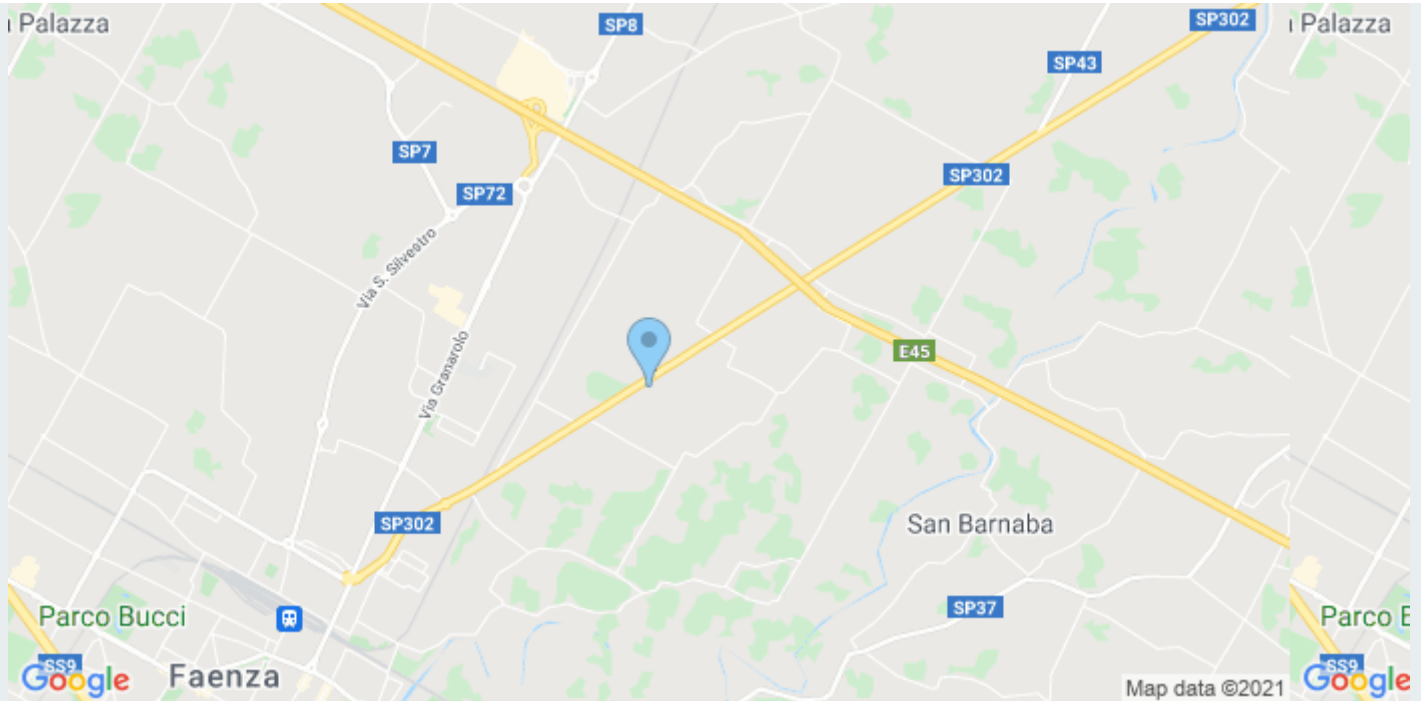 Palazza
SP8
SP302
Palazza
SP43
SP7
SP302
SP72
Via S. Silvestro
Via Granarolo
E45
SP302
San Barnaba
SP37
Parco Bucci
Parco
SS9
Google
Faenza
Map data ©2021
SS9
Google